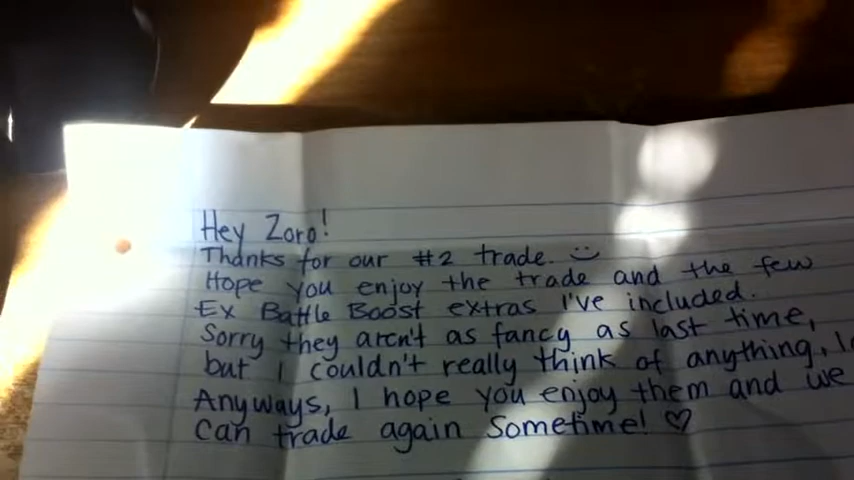 Hey Zoro!
Thanks for our #2 trade. :)
Hope you enjoy the trade and the few
Ex Battle Boost extras I've included.
Sorry they aren't as fancy as last time,
but I couldn't really think of anything,
Anyways, I hope you enjoy them and we
can trade again Sometime! ♡